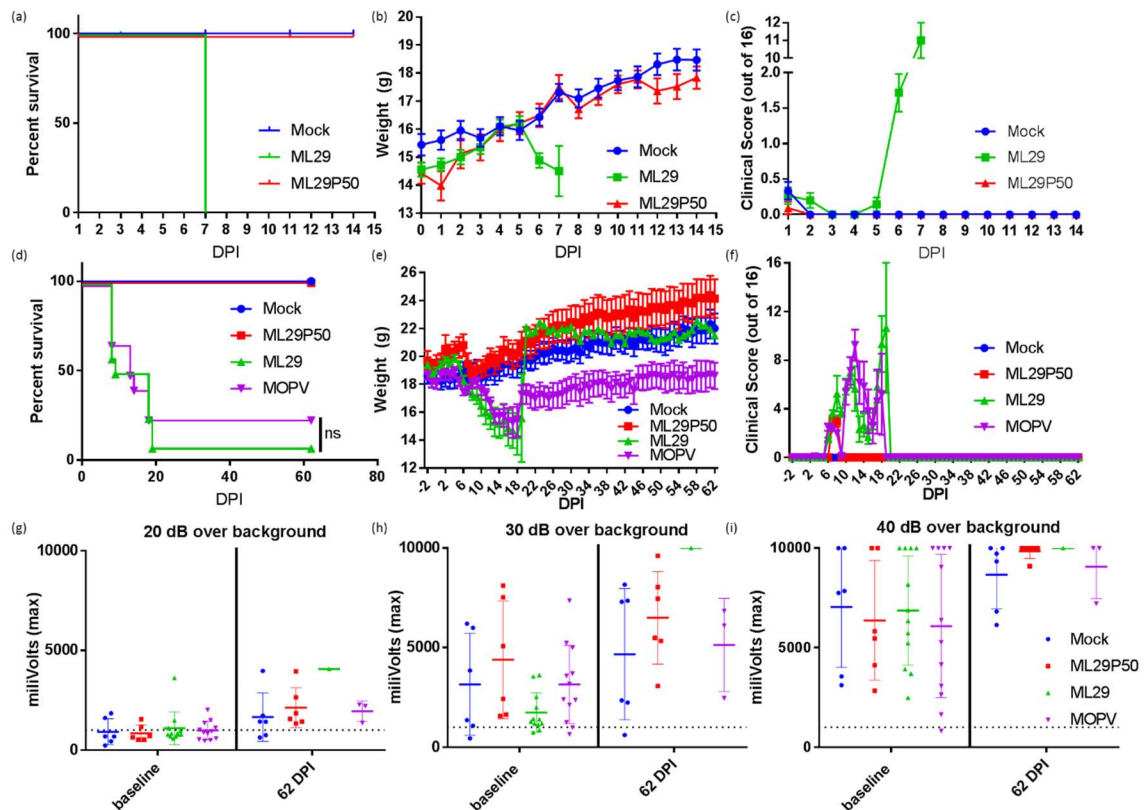 (a)
Percent survival
100
50
0
Mock
ML29
ML29P50
1 2 3 4 5 6 7 8 9 10 11 12 13 14 15
DPI
(b)
Weight (g)
20
19
18
17
16
15
14
13
Mock
ML29
ML29P50
0 1 2 3 4 5 6 7 8 9 10 11 12 13 14 15
DPI
(c)
Clinical Score (out of 16)
12
11
10
2.0
1.5
1.0
0.5
0.0
Mock
ML29
ML29P50
1 2 3 4 5 6 7 8 9 10 11 12 13 14
DPI
(d)
Percent survival
100
50
0
Mock
ML29P50
ML29
MOPV
ns
0 20 40 60 80
DPI
(e)
Weight (g)
26
24
22
20
18
16
14
12
Mock
ML29P50
ML29
MOPV
-2 2 6 10 14 18 22 26 30 34 38 42 46 50 54 58 62
DPI
(f)
Clinical Score (out of 16)
16
12
8
4
0
Mock
ML29P50
ML29
MOPV
-2 2 6 10 14 18 22 26 30 34 38 42 46 50 54 58 62
DPI
(g)
20 dB over background
miliVolts (max)
10000
5000
0
baseline
62 DPI
(h)
30 dB over background
miliVolts (max)
10000
5000
0
baseline
62 DPI
(i)
40 dB over background
miliVolts (max)
10000
5000
0
Mock
ML29P50
ML29
MOPV
baseline
62 DPI